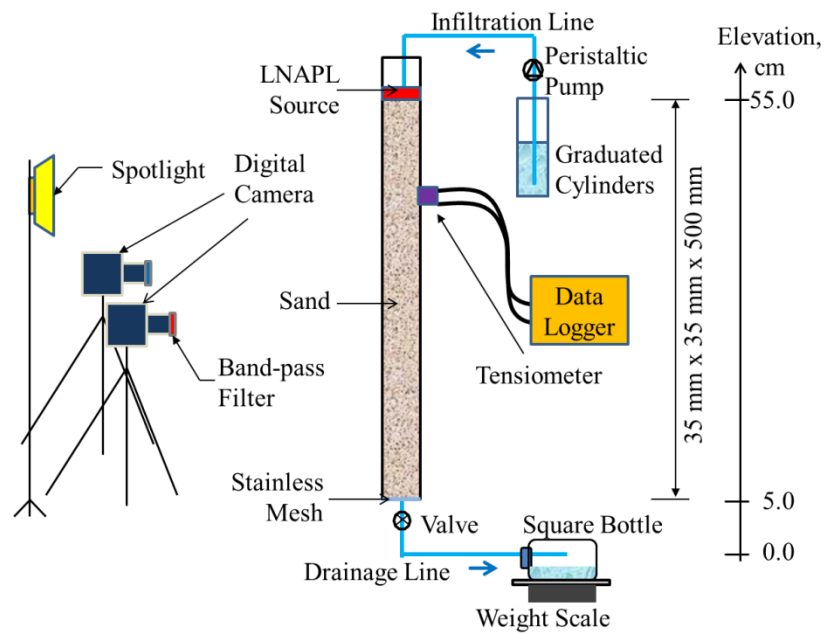 Infiltration Line
Elevation,
cm
LNAPL
Source
Peristaltic
Pump
55.0
Spotlight
Digital
Camera
Graduated
Cylinders
Sand
Data
Logger
35 mm x 35 mm x 500 mm
Band-pass
Filter
Tensiometer
Stainless
Mesh
Valve
Square Bottle
5.0
0.0
Drainage Line
Weight Scale